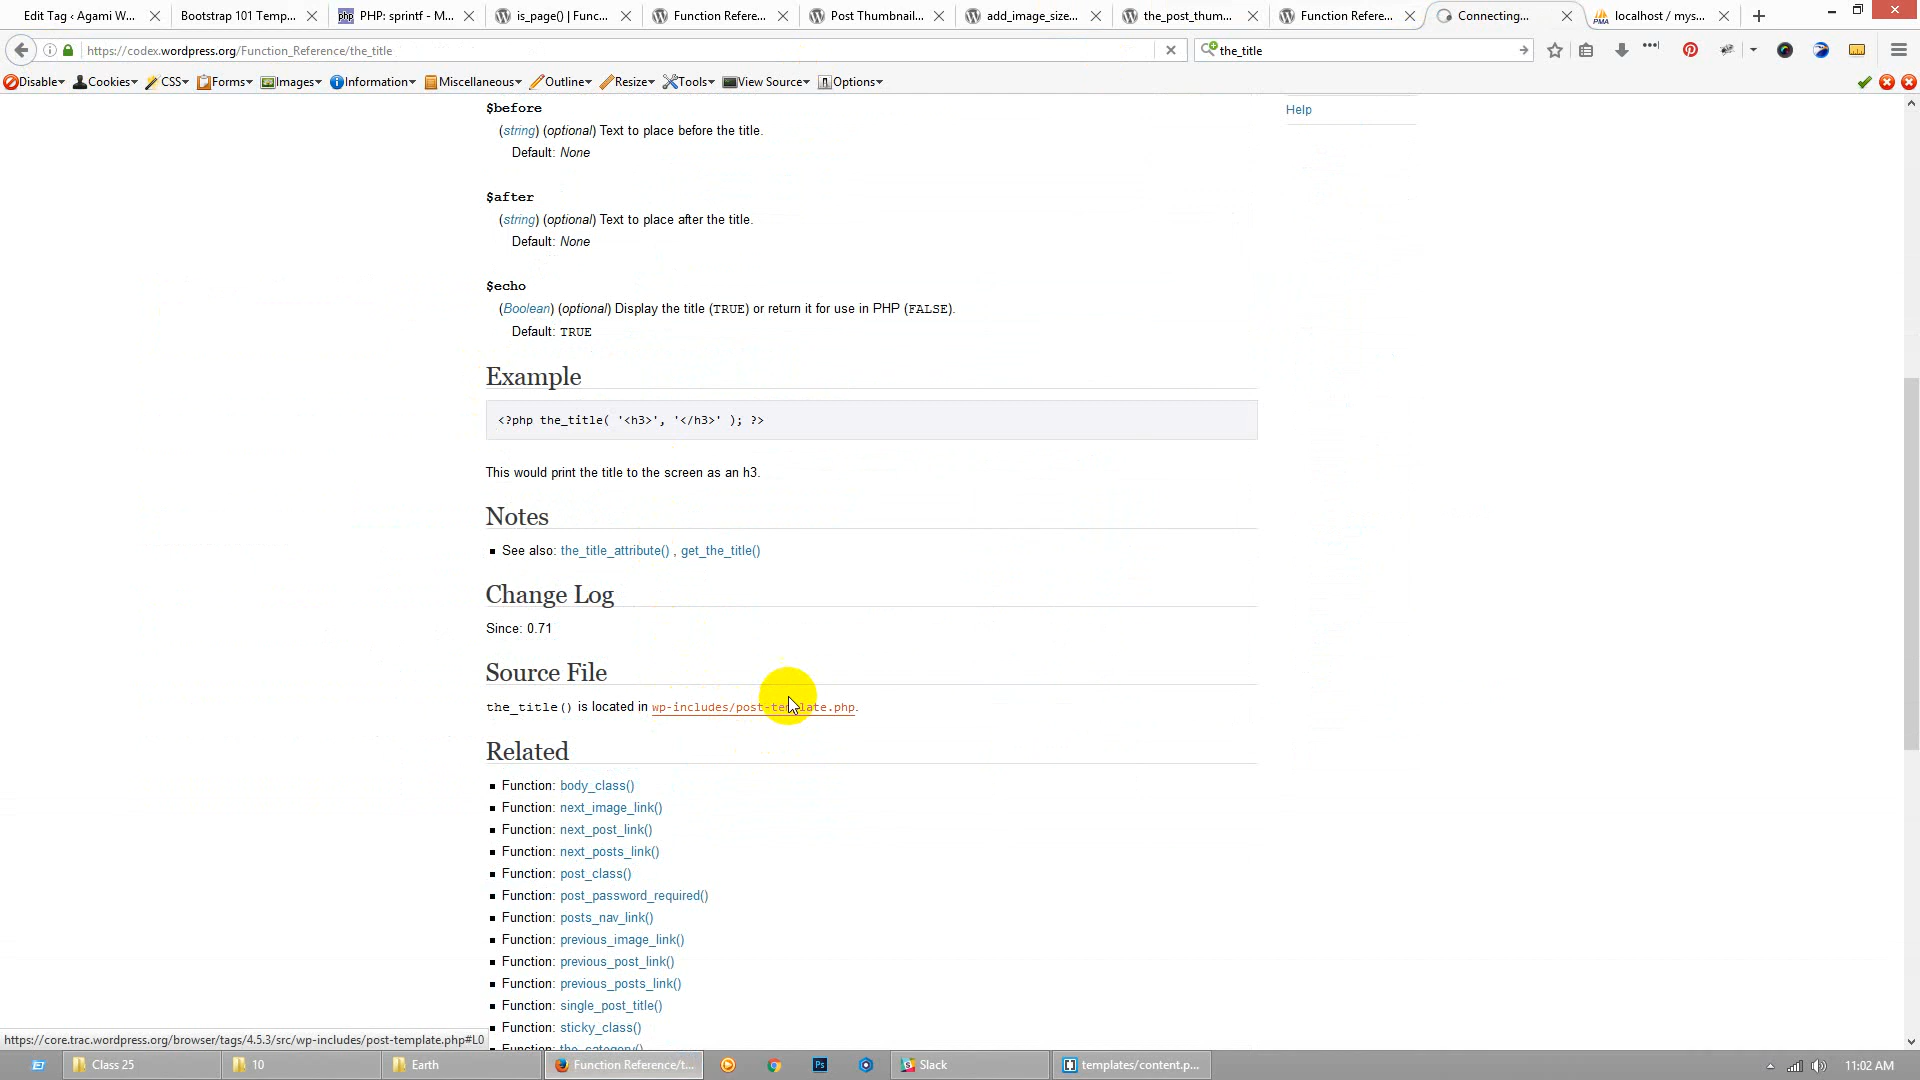 Edit Tag ‹ Agami W...
Bootstrap 101 Temp...
php PHP: sprintf - M...
is_page() | Func...
Function Refere...
Post Thumbnail...
add_image_size...
the_post_thum...
Function Refere...
Connecting...
PMA localhost / mys...
https://codex.wordpress.org/Function_Reference/the_title
the_title
Disable
Cookies
CSS
Forms
Images
Information
Miscellaneous
Outline
Resize
Tools
View Source
Options
$before
(string) (optional) Text to place before the title.
Default: None
$after
(string) (optional) Text to place after the title.
Default: None
$echo
(Boolean) (optional) Display the title (TRUE) or return it for use in PHP (FALSE).
Default: TRUE
Example
<?php the_title( '<h3>', '</h3>' ); ?>
This would print the title to the screen as an h3.
Notes
See also: the_title_attribute() , get_the_title()
Change Log
Since: 0.71
Source File
the_title() is located in wp-includes/post-template.php.
Related
Function: body_class()
Function: next_image_link()
Function: next_post_link()
Function: next_posts_link()
Function: post_class()
Function: post_password_required()
Function: posts_nav_link()
Function: previous_image_link()
Function: previous_post_link()
Function: previous_posts_link()
Function: single_post_title()
Function: sticky_class()
Function: the_category()
Help
https://core.trac.wordpress.org/browser/tags/4.5.3/src/wp-includes/post-template.php#L0
Class 25
10
Earth
Function Reference/t...
Ps
Slack
templates/content.p...
11:02 AM